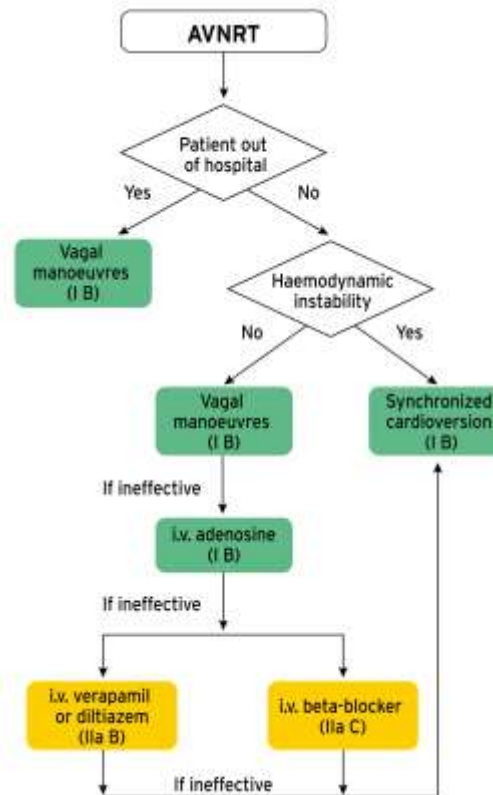 AVNRT
Patient out
of hospital
Yes
No
Vagal
manoeuvres
(I B)
Haemodynamic
instability
No
Yes
Vagal
manoeuvres
(I B)
Synchronized
cardioversion
(I B)
If ineffective
i.v. adenosine
(I B)
If ineffective
i.v. verapamil
or diltiazem
(IIa B)
i.v. beta-blocker
(IIa C)
If ineffective